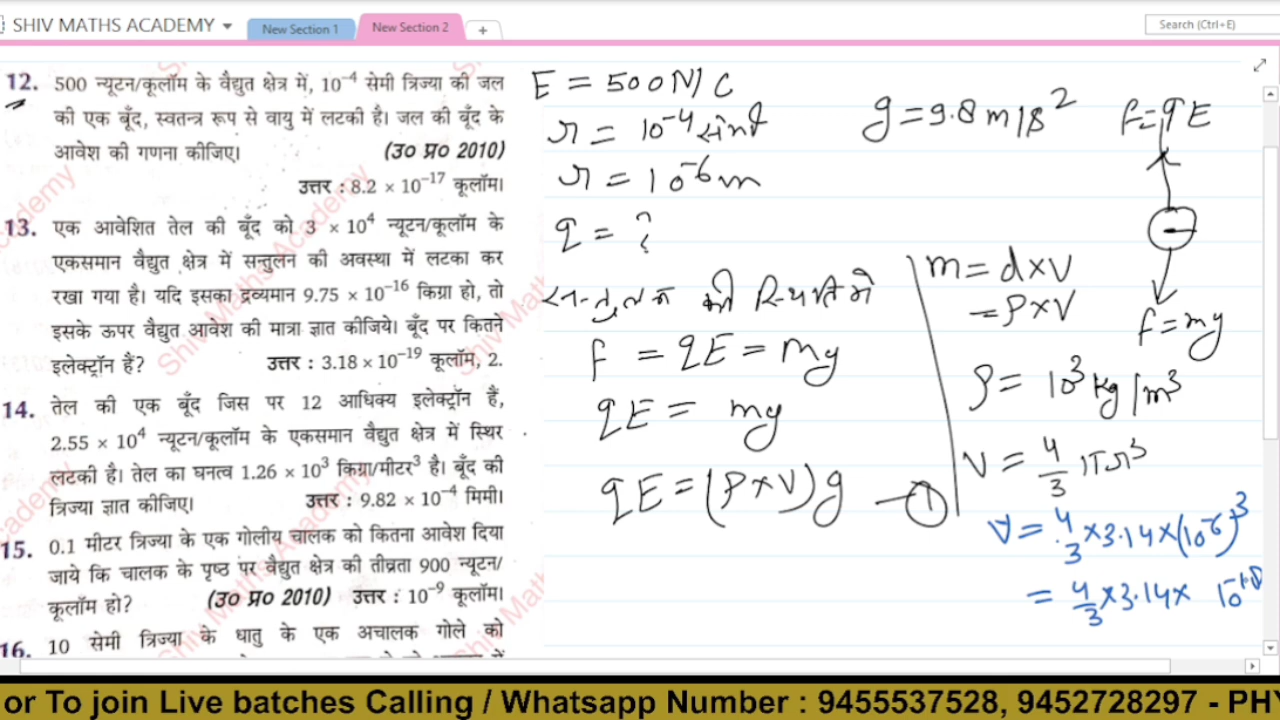 SHIV MATHS ACADEMY
New Section 1
New Section 2
+
Search (Ctrl+E)
12. 500 न्यूटन/कूलॉम के वैद्युत क्षेत्र में, 10⁻⁴ सेमी त्रिज्या की जल
की एक बूँद, स्वतन्त्र रूप से वायु में लटकी है। जल की बूँद के
आवेश की गणना कीजिए। (उ० प्र० 2010)
उत्तर : 8.2 × 10⁻¹⁷ कूलॉम।
13. एक आवेशित तेल की बूँद को 3 × 10⁴ न्यूटन/कूलॉम के
एकसमान वैद्युत क्षेत्र में सन्तुलन की अवस्था में लटका कर
रखा गया है। यदि इसका द्रव्यमान 9.75 × 10⁻¹⁶ किग्रा हो, तो
इसके ऊपर वैद्युत आवेश की मात्रा ज्ञात कीजिये। बूँद पर कितने
इलेक्ट्रॉन हैं? उत्तर : 3.18 × 10⁻¹⁹ कूलॉम, 2.
14. तेल की एक बूँद जिस पर 12 आधिक्य इलेक्ट्रॉन हैं,
2.55 × 10⁴ न्यूटन/कूलॉम के एकसमान वैद्युत क्षेत्र में स्थिर
लटकी है। तेल का घनत्व 1.26 × 10³ किग्रा/मीटर³ है। बूँद की
त्रिज्या ज्ञात कीजिए। उत्तर : 9.82 × 10⁻⁴ मिमी।
15. 0.1 मीटर त्रिज्या के एक गोलीय चालक को कितना आवेश दिया
जाये कि चालक के पृष्ठ पर वैद्युत क्षेत्र की तीव्रता 900 न्यूटन/
कूलॉम हो? (उ० प्र० 2010) उत्तर : 10⁻⁹ कूलॉम।
16. 10 सेमी त्रिज्या के धातु के एक अचालक गोले को
E = 500 N/C
r = 10⁻⁴ सेमी
r = 10⁻⁶ m
q = ?
सन्तुलन की स्थिति में
F = qE = mg
qE = mg
qE = (ρ×V)g —①
g = 9.8 m/s²
F = qE
−
F = mg
m = d×V
= ρ×V
ρ = 10³ kg/m³
V = 4/3 πr³
V = 4/3 × 3.14 × (10⁻⁶)³
= 4/3 × 3.14 × 10⁻¹⁸
or To join Live batches Calling / Whatsapp Number : 9455537528, 9452728297 - PH